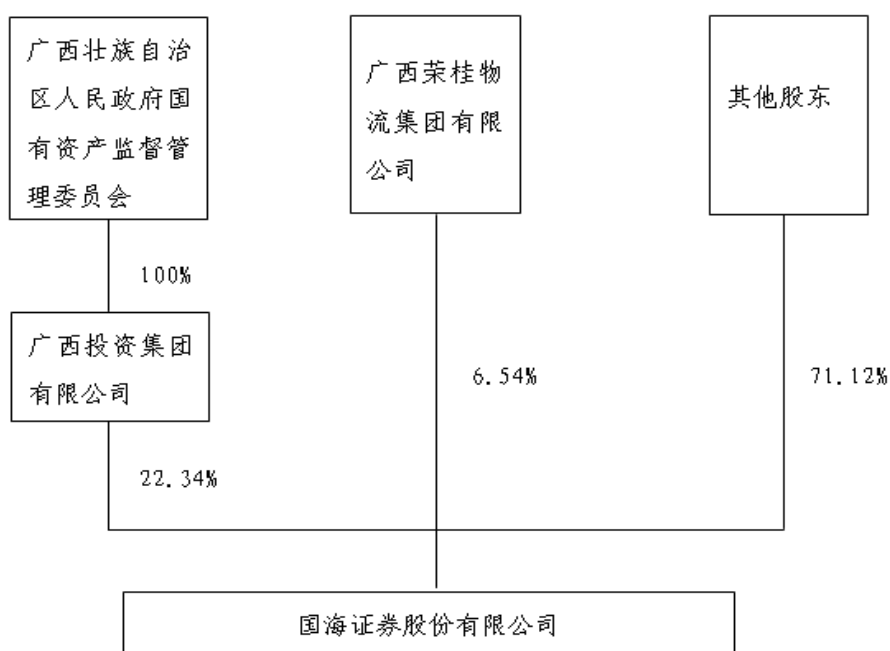 广西壮族自治
区人民政府国
有资产监督管
理委员会
广西荣桂物
流集团有限
公司
其他股东
100%
广西投资集团
有限公司
6.54%
71.12%
22.34%
国海证券股份有限公司